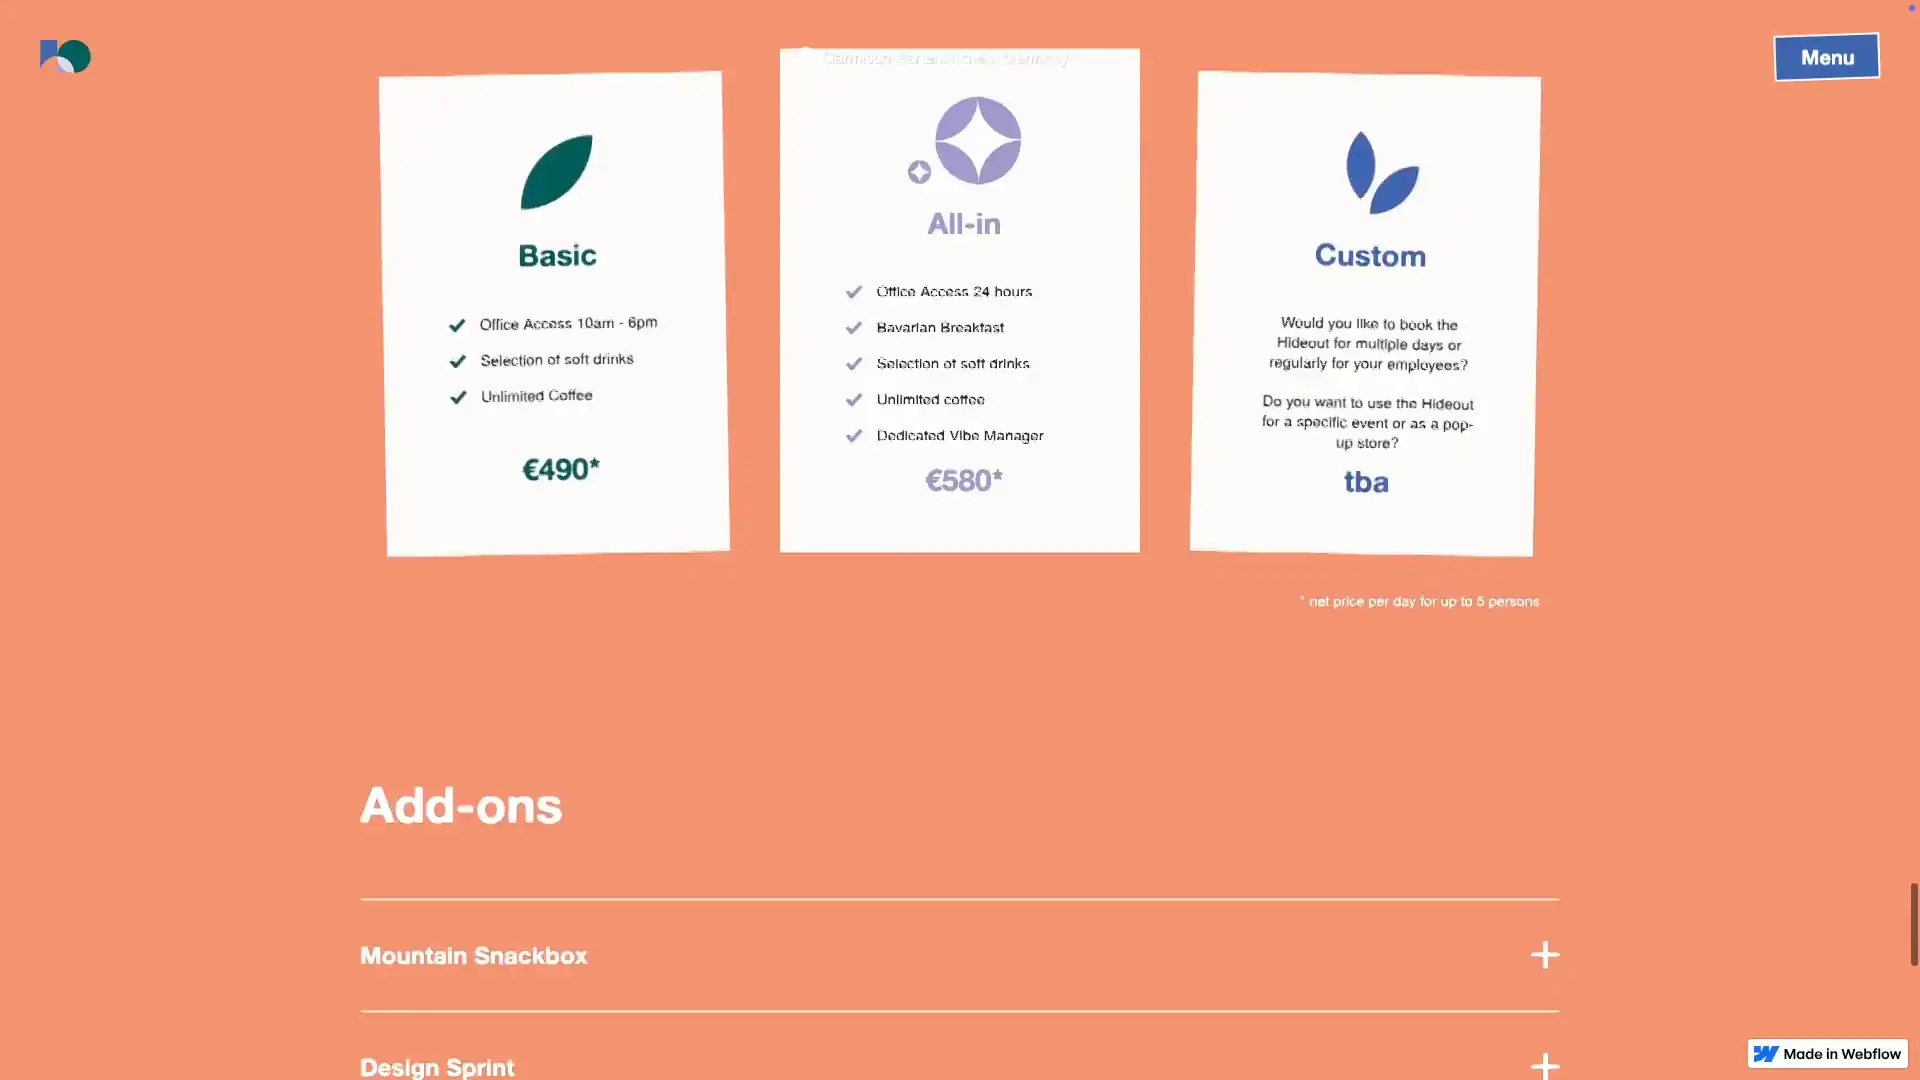 Menu
Basic
Office Access 10am - 6pm
Selection of soft drinks
Unlimited Coffee
€490*
All-in
Office Access 24 hours
Bavarian Breakfast
Selection of soft drinks
Unlimited coffee
Dedicated Vibe Manager
€580*
Custom
Would you like to book the
Hideout for multiple days or
regularly for your employees?
Do you want to use the Hideout
for a specific event or as a pop-
up store?
tba
* net price per day for up to 5 persons
Add-ons
Mountain Snackbox
Design Sprint
Made in Webflow